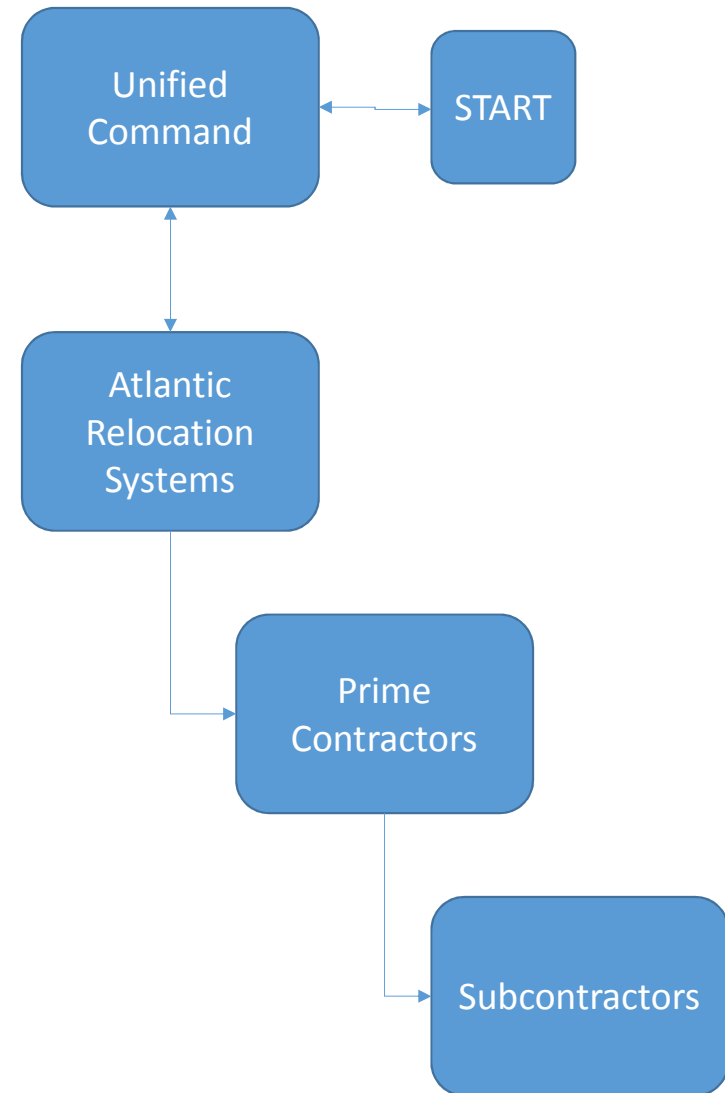 Unified
Command
START
Atlantic
Relocation
Systems
Prime
Contractors
Subcontractors